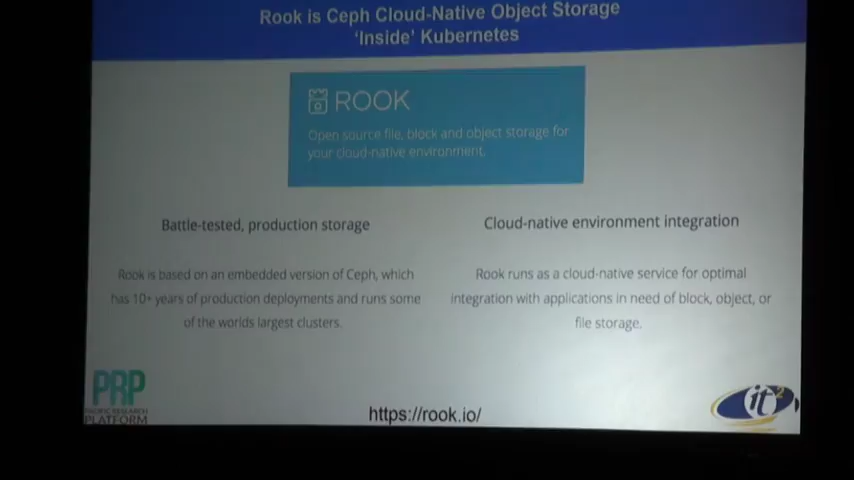 Rook is Ceph Cloud-Native Object Storage
'Inside' Kubernetes
ROOK
Open source file, block and object storage for
your cloud-native environment.
Battle-tested, production storage
Cloud-native environment integration
Rook is based on an embedded version of Ceph, which
has 10+ years of production deployments and runs some
of the worlds largest clusters.
Rook runs as a cloud-native service for optimal
integration with applications in need of block, object, or
file storage.
PRP
PACIFIC RESEARCH
PLATFORM
https://rook.io/
it2